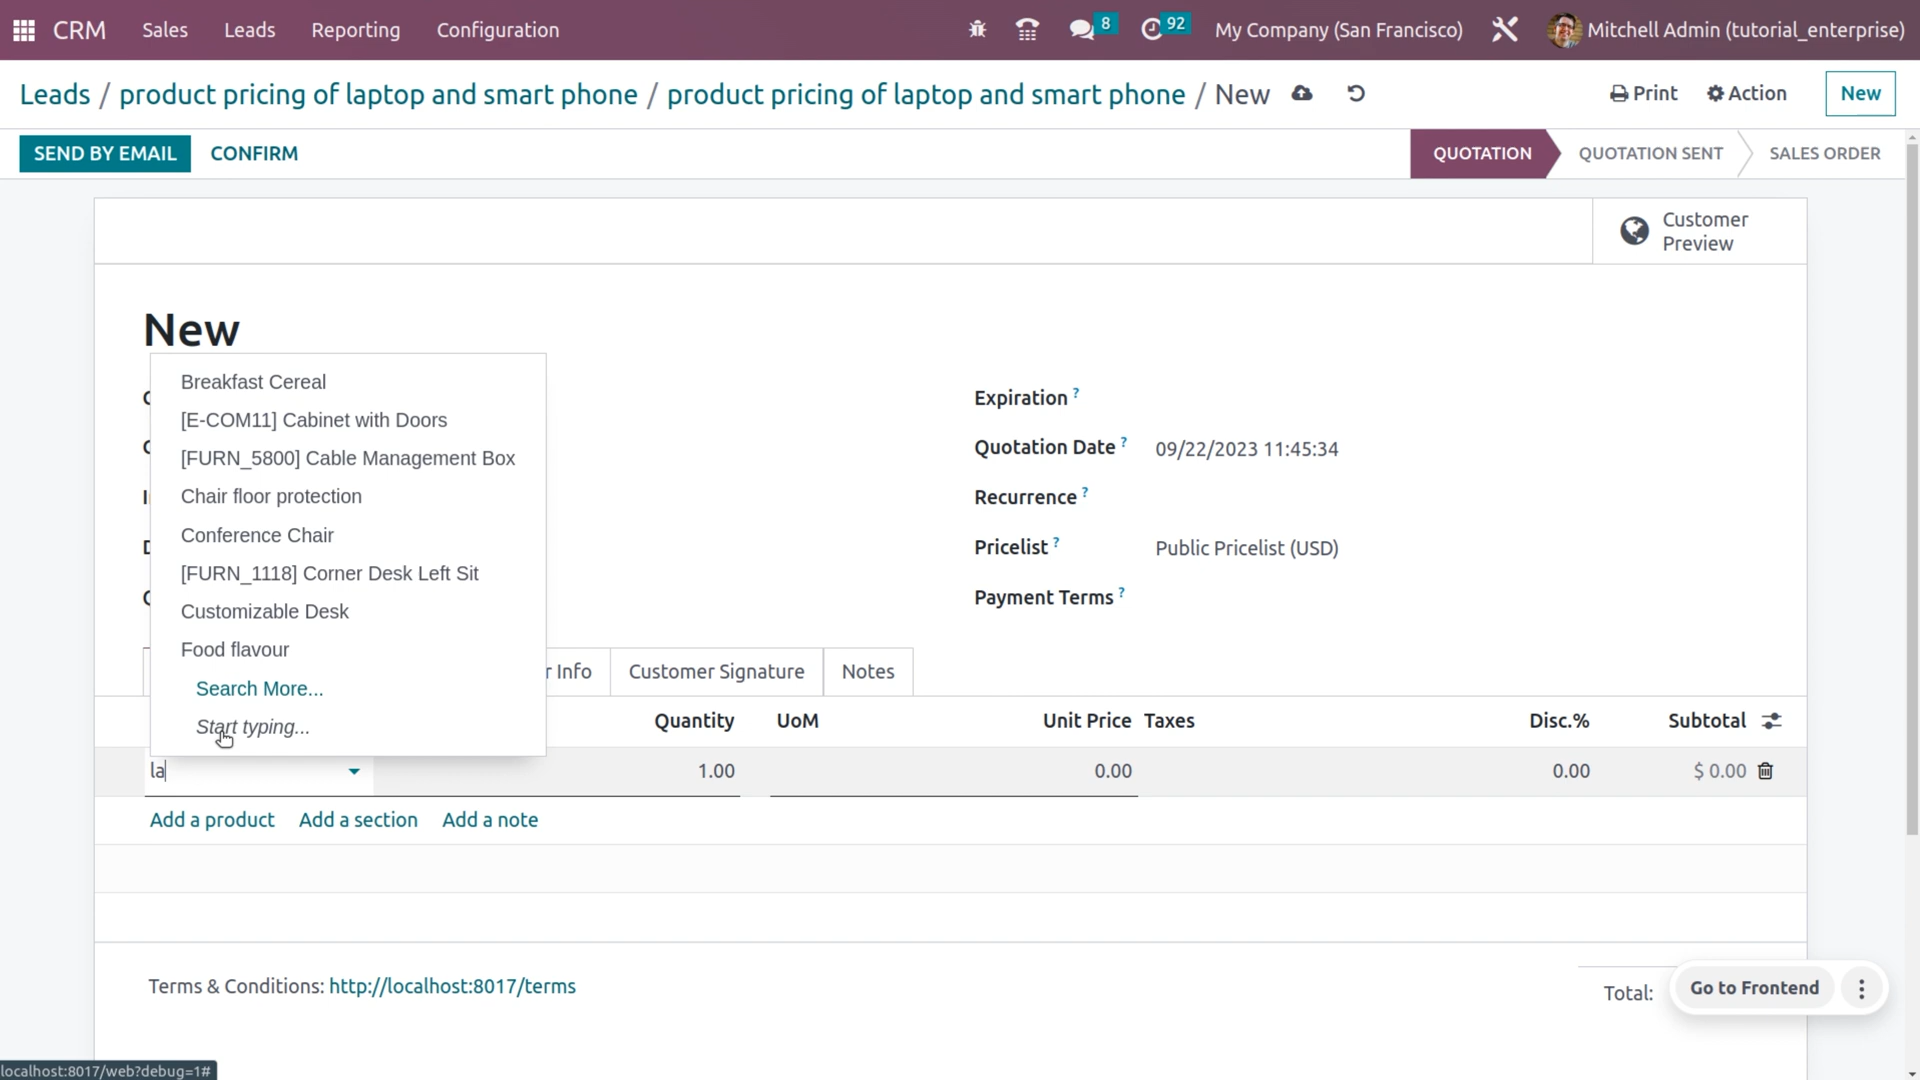 CRM Sales Leads Reporting Configuration 8 92 My Company (San Francisco) Mitchell Admin (tutorial_enterprise)
Leads / product pricing of laptop and smart phone / product pricing of laptop and smart phone / New Print Action New
SEND BY EMAIL CONFIRM QUOTATION QUOTATION SENT SALES ORDER
Customer
Preview
New
Breakfast Cereal
[E-COM11] Cabinet with Doors
[FURN_5800] Cable Management Box
Chair floor protection
Conference Chair
[FURN_1118] Corner Desk Left Sit
Customizable Desk
Food flavour
Search More...
Start typing...
Expiration ?
Quotation Date ? 09/22/2023 11:45:34
Recurrence ?
Pricelist ? Public Pricelist (USD)
Payment Terms ?
r Info Customer Signature Notes
Quantity UoM Unit Price Taxes Disc.% Subtotal
la 1.00 0.00 0.00 $ 0.00
Add a product Add a section Add a note
Terms & Conditions: http://localhost:8017/terms
Total: Go to Frontend
localhost:8017/web?debug=1#